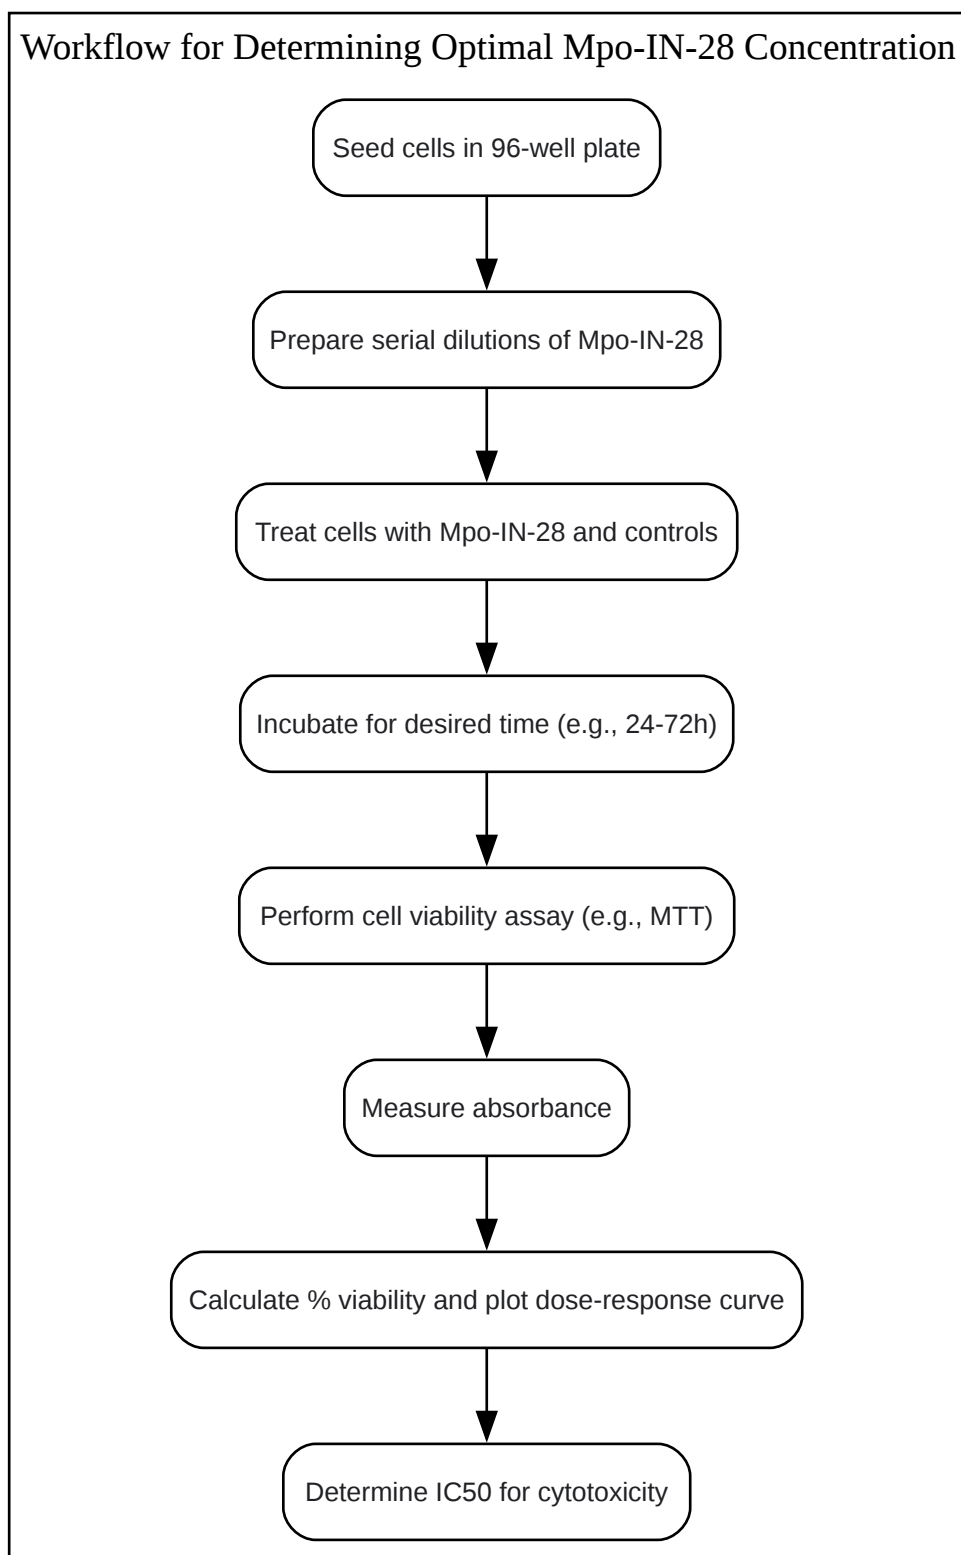 Workflow for Determining Optimal Mpo-IN-28 Concentration
Seed cells in 96-well plate
Prepare serial dilutions of Mpo-IN-28
Treat cells with Mpo-IN-28 and controls
Incubate for desired time (e.g., 24-72h)
Perform cell viability assay (e.g., MTT)
Measure absorbance
Calculate % viability and plot dose-response curve
Determine IC50 for cytotoxicity